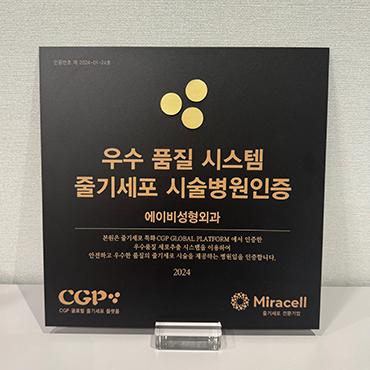 인증번호 제 2024-01-24호
우수 품질 시스템
줄기세포 시술병원인증
에이비성형외과
본원은 줄기세포 특화 CGP GLOBAL PLATFORM 에서 인증한
우수품질 세포추출 시스템을 이용하여
안전하고 우수한 품질의 줄기세포 시술을 제공하는 병원임을 인증합니다.
2024
CGP
CGP 글로벌 줄기세포 플랫폼
Miracell
줄기세포 전문기업